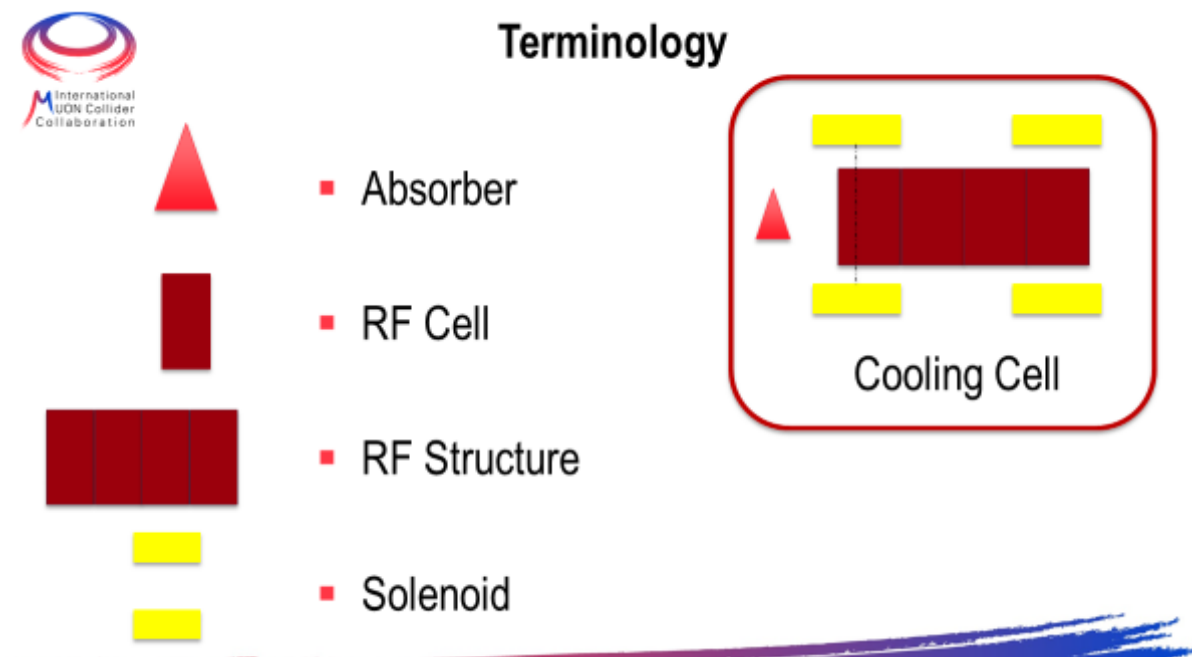 Terminology
International
MUON Collider
Collaboration
Absorber
RF Cell
RF Structure
Solenoid
Cooling Cell